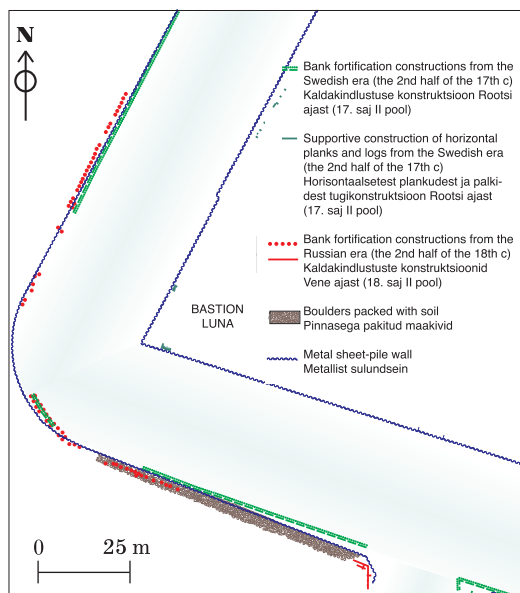 N
Bank fortification constructions from the
Swedish era (the 2nd half of the 17th c)
Kaldakindlustuse konstruktsioon Rootsi
ajast (17. saj II pool)
Supportive construction of horizontal
planks and logs from the Swedish era
(the 2nd half of the 17th c)
Horisontaalsetest plankudest ja palki-
dest tugikonstruktsioon Rootsi ajast
(17. saj II pool)
Bank fortification constructions from the
Russian era (the 2nd half of the 18th c)
Kaldakindlustuste konstruktsioonid
Vene ajast (18. saj II pool)
BASTION
LUNA
Boulders packed with soil
Pinnasega pakitud maakivid
Metal sheet-pile wall
Metallist sulundsein
0 25 m